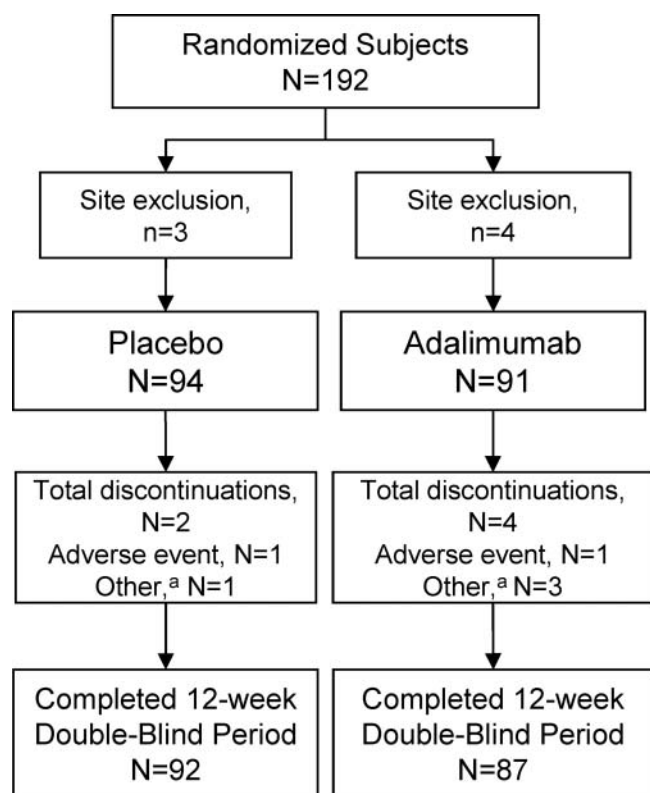 Randomized Subjects
N=192
Site exclusion,
n=3
Site exclusion,
n=4
Placebo
N=94
Adalimumab
N=91
Total discontinuations,
N=2
Adverse event, N=1
Other,ᵃ N=1
Total discontinuations,
N=4
Adverse event, N=1
Other,ᵃ N=3
Completed 12-week
Double-Blind Period
N=92
Completed 12-week
Double-Blind Period
N=87